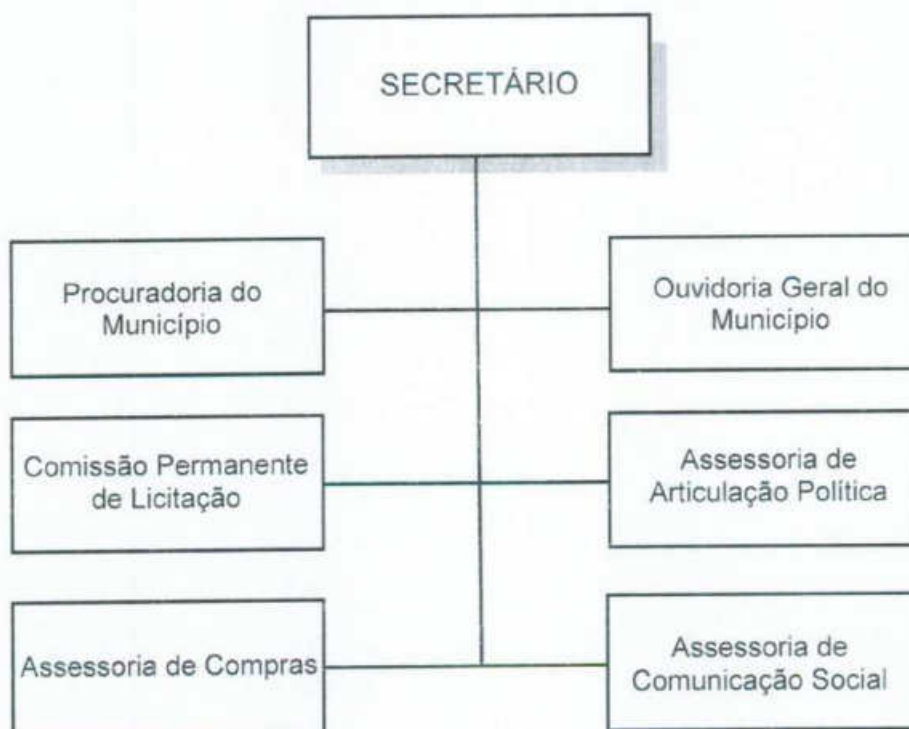 SECRETÁRIO
Procuradoria do
Município
Ouvidoria Geral do
Município
Comissão Permanente
de Licitação
Assessoria de
Articulação Política
Assessoria de Compras
Assessoria de
Comunicação Social